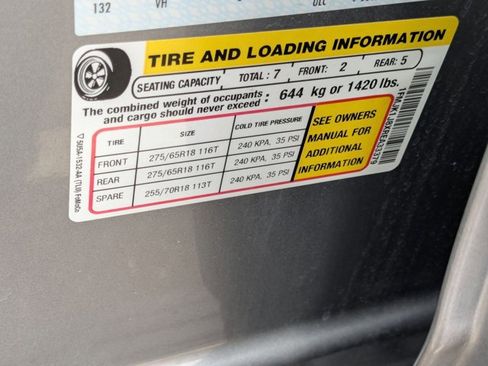 132 VH
TIRE AND LOADING INFORMATION
SEATING CAPACITY TOTAL : 7 FRONT: 2 REAR: 5
The combined weight of occupants and cargo should never exceed : 644 kg or 1420 lbs.
TIRE SIZE COLD TIRE PRESSURE
FRONT 275/65R18 116T 240 KPA, 35 PSI
REAR 275/65R18 116T 240 KPA, 35 PSI
SPARE 255/70R18 113T 240 KPA, 35 PSI
SEE OWNERS
MANUAL FOR
ADDITIONAL
INFORMATION